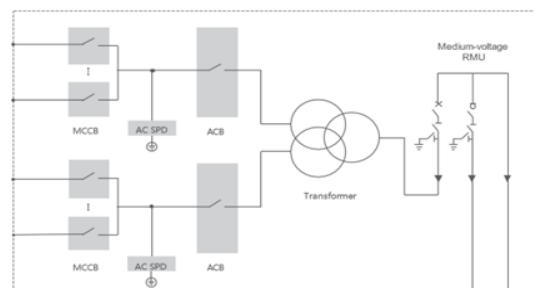 Medium-voltage
RMU
I
MCCB
AC SPD
ACB
Transformer
I
MCCB
AC SPD
ACB